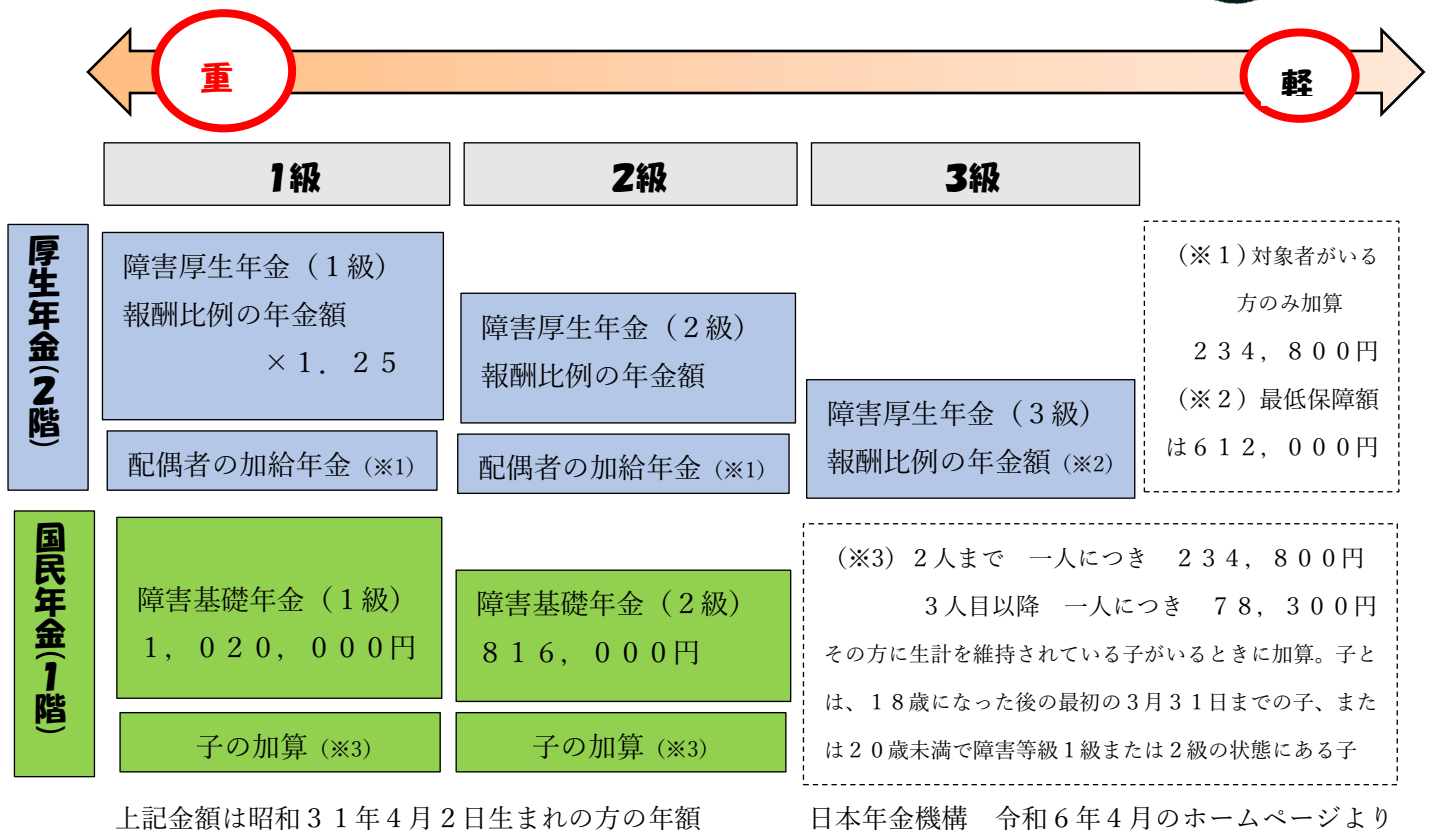 重
軽
1級
2級
3級
厚生年金(2階)
障害厚生年金（１級）
報酬比例の年金額
×１．２５
配偶者の加給年金 (※1)
障害厚生年金（２級）
報酬比例の年金額
配偶者の加給年金 (※1)
障害厚生年金（３級）
報酬比例の年金額 (※2)
(※１)対象者がいる
方のみ加算
２３４，８００円
(※２) 最低保障額
は６１２，０００円
国民年金(1階)
障害基礎年金（１級）
１，０２０，０００円
子の加算 (※3)
障害基礎年金（２級）
８１６，０００円
子の加算 (※3)
(※3) ２人まで　一人につき　２３４，８００円
３人目以降　一人につき　７８，３００円
その方に生計を維持されている子がいるときに加算。子と
は、１８歳になった後の最初の３月３１日までの子、また
は２０歳未満で障害等級１級または２級の状態にある子
上記金額は昭和３１年４月２日生まれの方の年額
日本年金機構　令和６年４月のホームページより